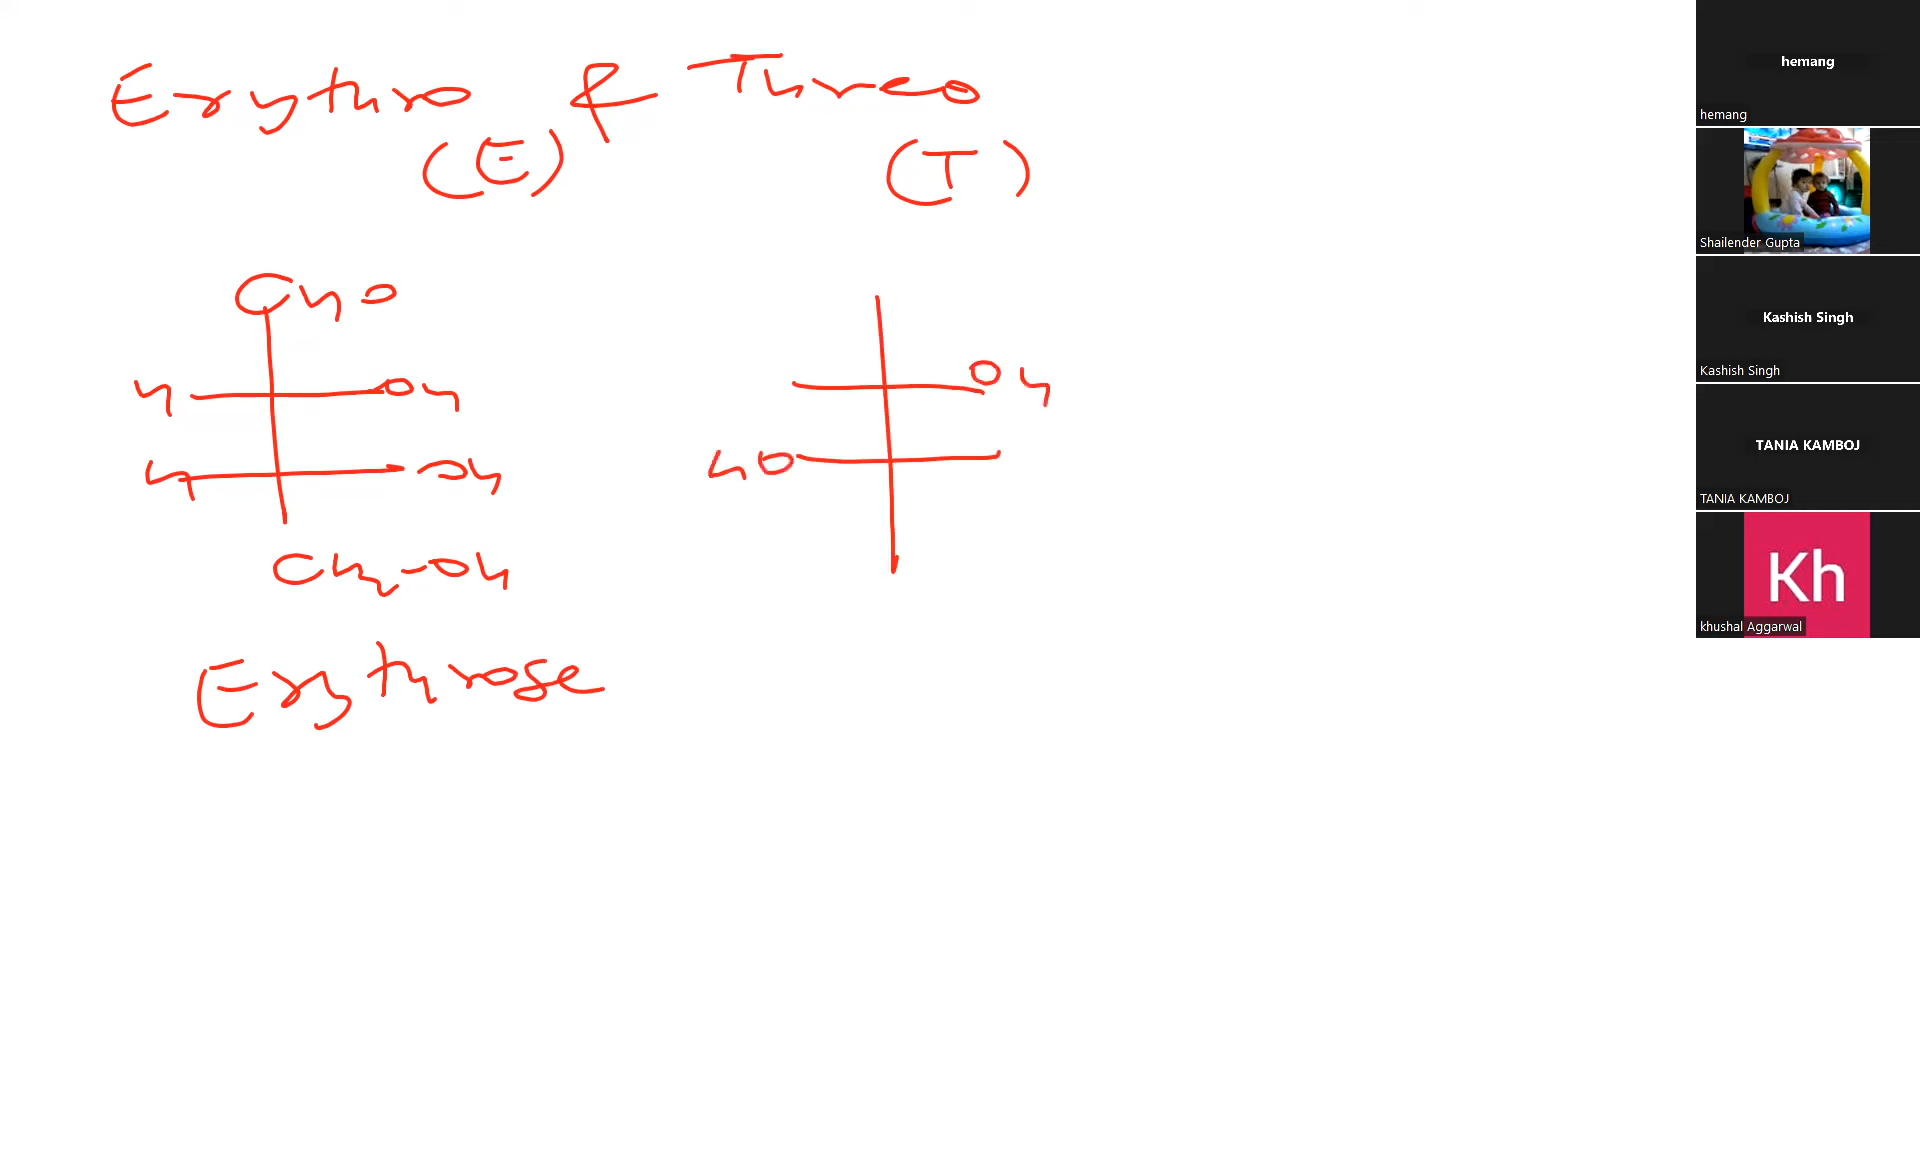 Erythro & Threo
(E) (T)
CHO
H OH
H OH
CH2-OH
OH
HO
Erythrose
hemang
hemang
Shailender Gupta
Kashish Singh
Kashish Singh
TANIA KAMBOJ
TANIA KAMBOJ
Kh
khushal Aggarwal